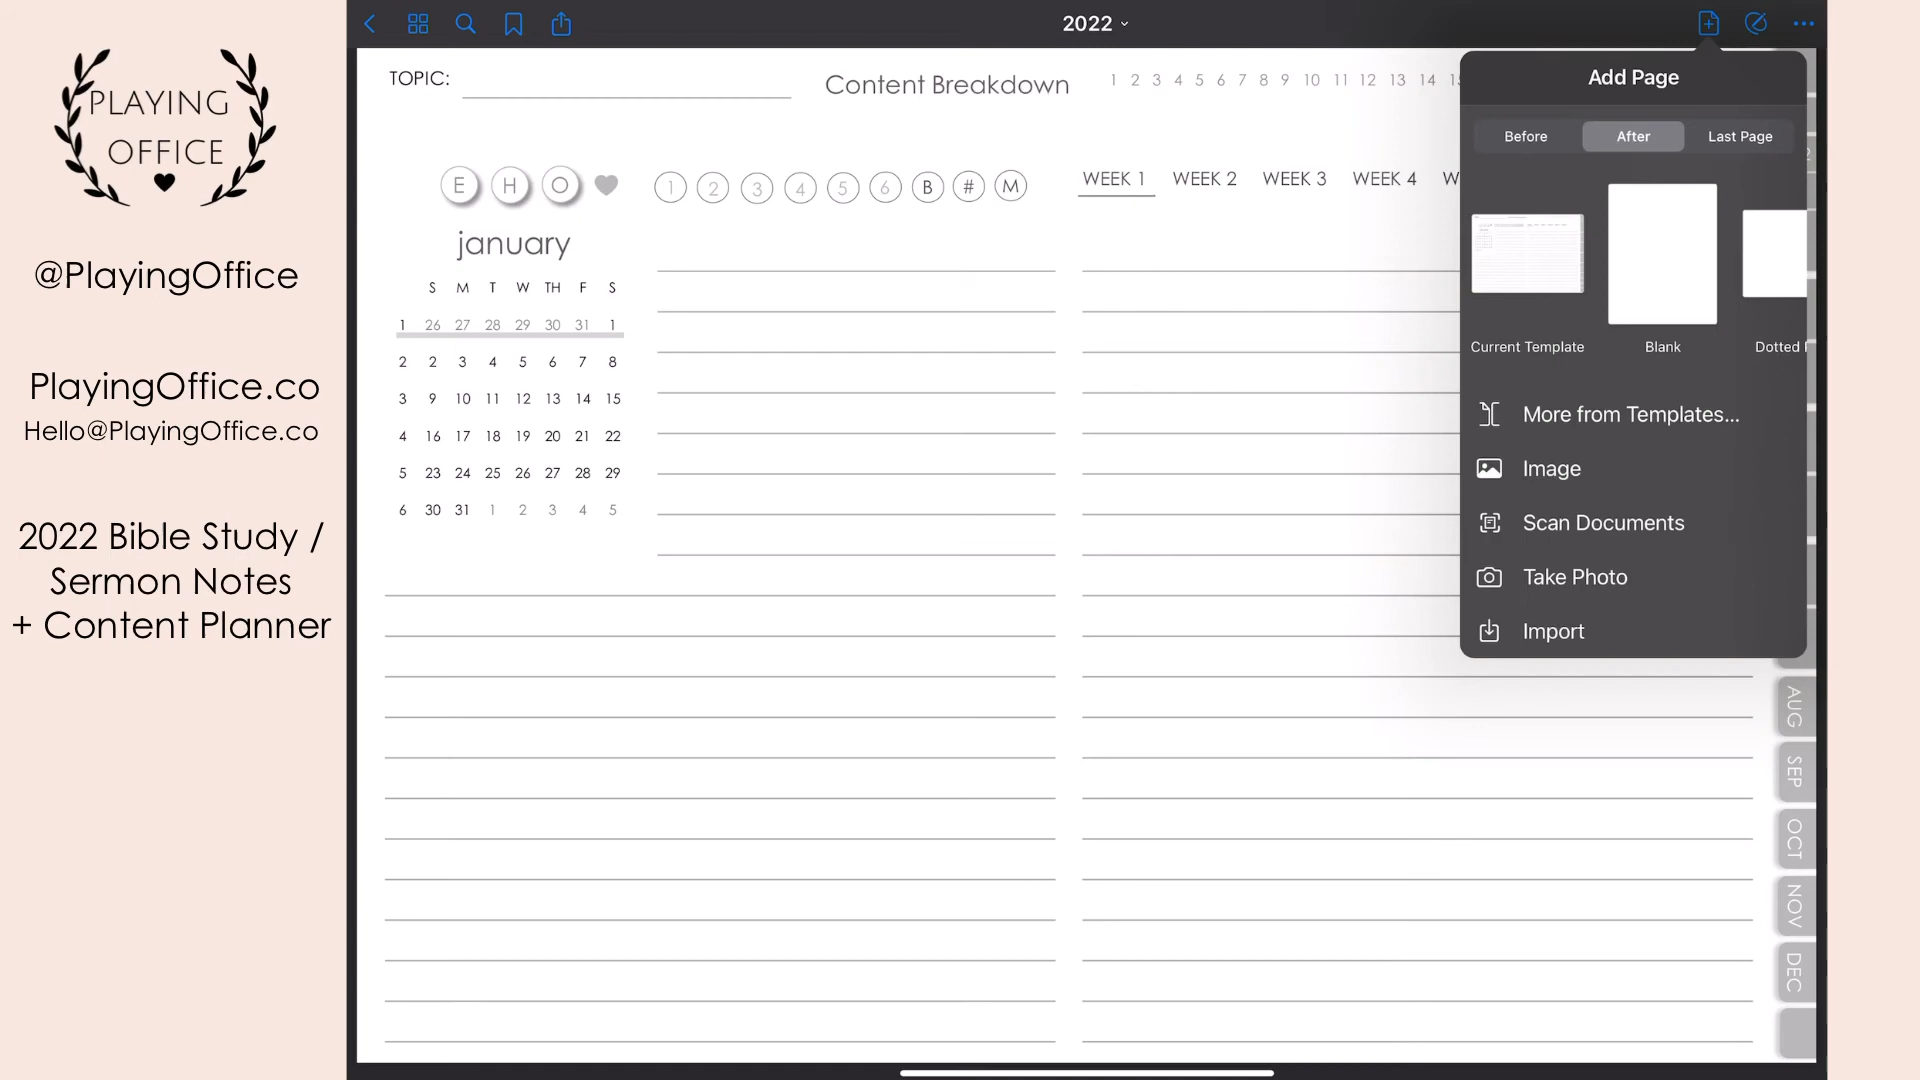 PLAYING
OFFICE
@PlayingOffice
PlayingOffice.co
Hello@PlayingOffice.co
2022 Bible Study /
Sermon Notes
+ Content Planner
2022
TOPIC:
Content Breakdown
1 2 3 4 5 6 7 8 9 10 11 12 13 14
E H O
1 2 3 4 5 6 B # M
WEEK 1 WEEK 2 WEEK 3 WEEK 4
january
S M T W TH F S
1 26 27 28 29 30 31 1
2 2 3 4 5 6 7 8
3 9 10 11 12 13 14 15
4 16 17 18 19 20 21 22
5 23 24 25 26 27 28 29
6 30 31 1 2 3 4 5
Add Page
Before After Last Page
Current Template Blank Dotted
More from Templates...
Image
Scan Documents
Take Photo
Import
AUG
SEP
OCT
NOV
DEC